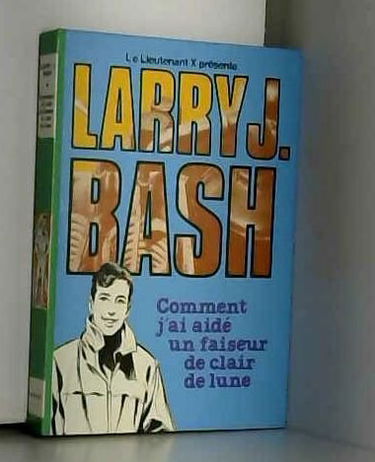 Le Lieutenant X présente
LARRY J.
BASH
Comment
j'ai aidé
un faiseur
de clair
de lune